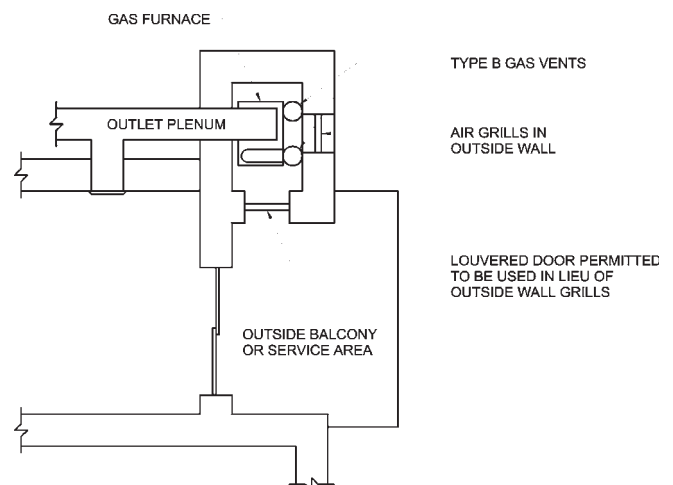 GAS FURNACE
TYPE B GAS VENTS
OUTLET PLENUM
AIR GRILLS IN
OUTSIDE WALL
LOUVERED DOOR PERMITTED
TO BE USED IN LIEU OF
OUTSIDE WALL GRILLS
OUTSIDE BALCONY
OR SERVICE AREA